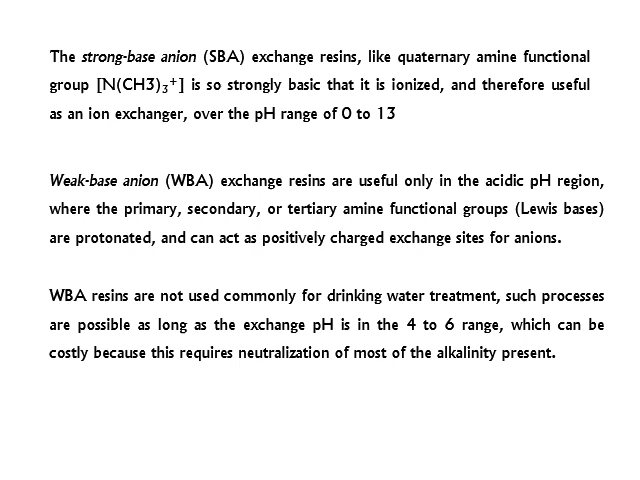 The strong-base anion (SBA) exchange resins, like quaternary amine functional
group [N(CH3)₃⁺] is so strongly basic that it is ionized, and therefore useful
as an ion exchanger, over the pH range of 0 to 13
Weak-base anion (WBA) exchange resins are useful only in the acidic pH region,
where the primary, secondary, or tertiary amine functional groups (Lewis bases)
are protonated, and can act as positively charged exchange sites for anions.
WBA resins are not used commonly for drinking water treatment, such processes
are possible as long as the exchange pH is in the 4 to 6 range, which can be
costly because this requires neutralization of most of the alkalinity present.